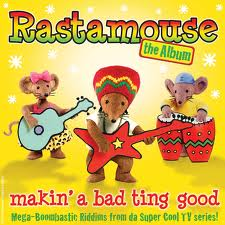 Rastamouse
the Album
makin' a bad ting good
Mega-Boombastic Riddims from da Super Cool TV series!